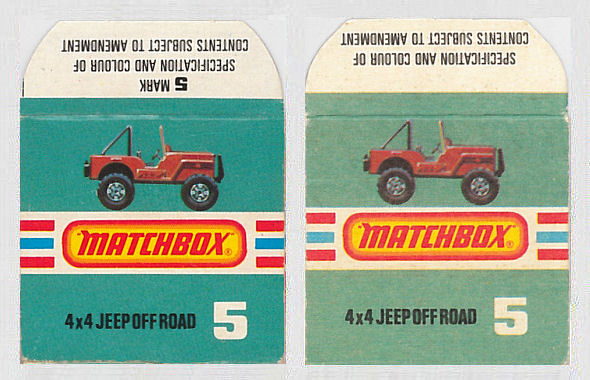 5 MARK
SPECIFICATION AND COLOUR OF
CONTENTS SUBJECT TO AMENDMENT
MATCHBOX®
4x4 JEEP OFF ROAD 5
SPECIFICATION AND COLOUR OF
CONTENTS SUBJECT TO AMENDMENT
MATCHBOX®
4x4 JEEP OFF ROAD 5